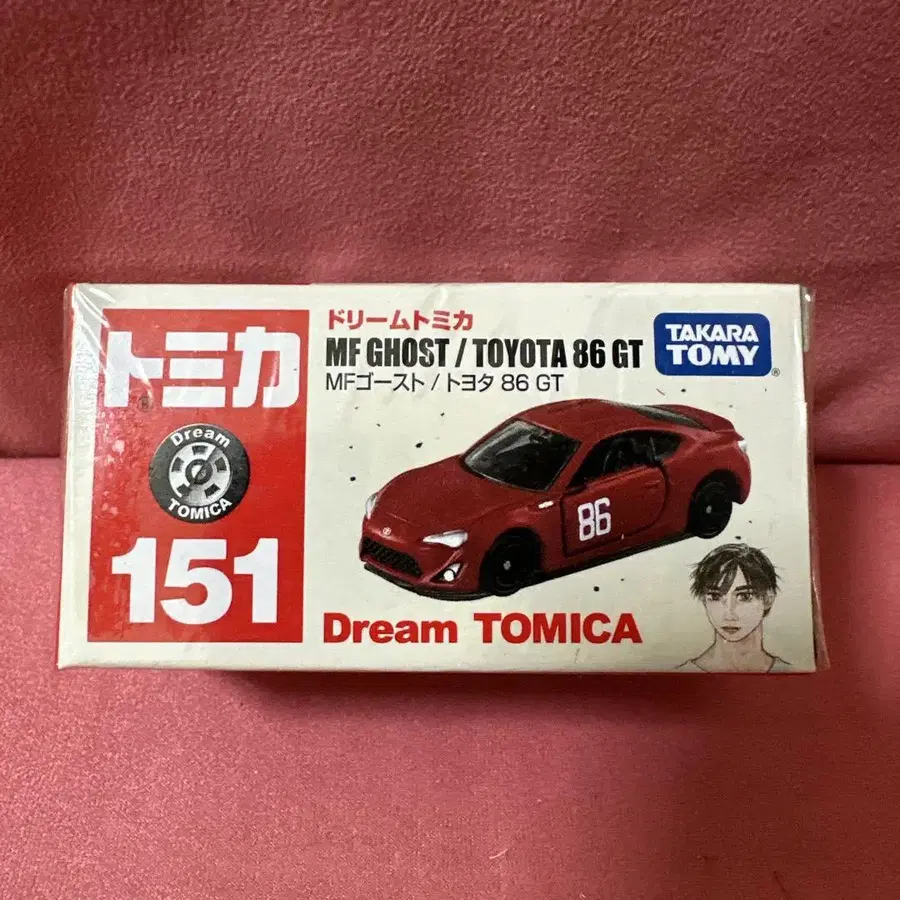 トミカ
®
Dream
TOMICA
151
ドリームトミカ
MF GHOST / TOYOTA 86 GT
MFゴースト / トヨタ 86 GT
TAKARA
TOMY
®
86
Dream TOMICA